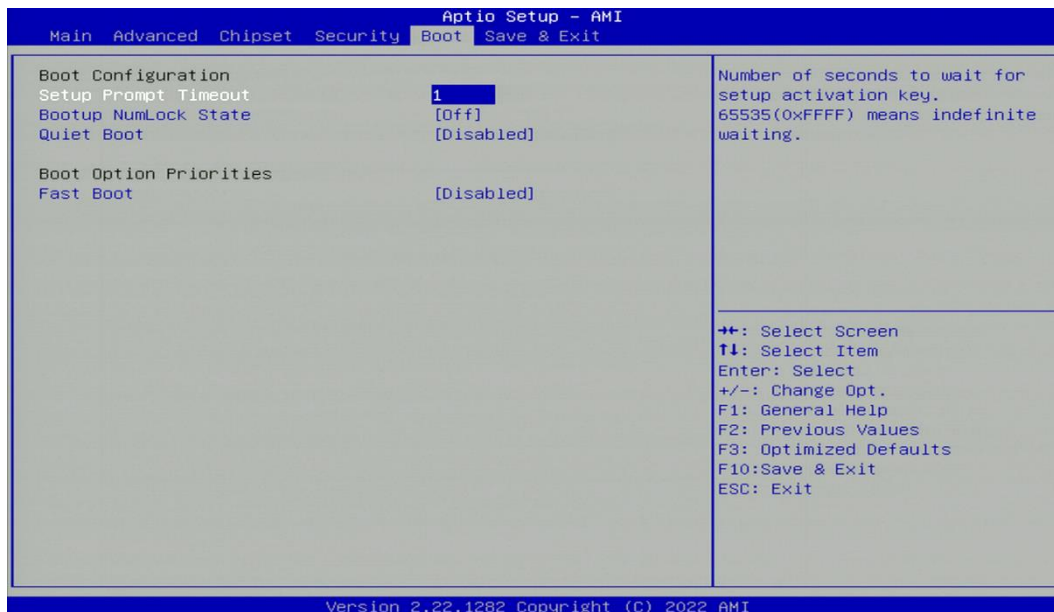 Aptio Setup – AMI
Main Advanced Chipset Security Boot Save & Exit
Boot Configuration
Setup Prompt Timeout 1
Bootup NumLock State [Off]
Quiet Boot [Disabled]
Boot Option Priorities
Fast Boot [Disabled]
Number of seconds to wait for
setup activation key.
65535(0xFFFF) means indefinite
waiting.
→←: Select Screen
↑↓: Select Item
Enter: Select
+/-: Change Opt.
F1: General Help
F2: Previous Values
F3: Optimized Defaults
F10:Save & Exit
ESC: Exit
Version 2.22.1282 Copyright (C) 2022 AMI